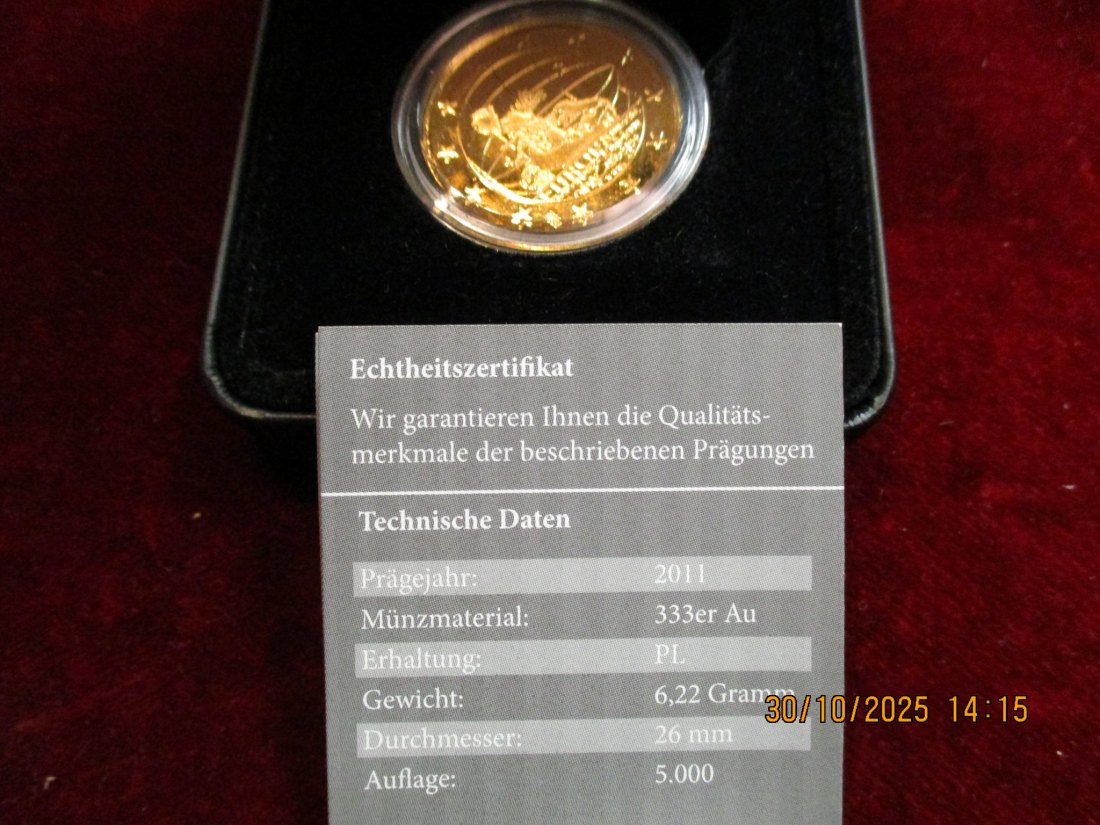 EUROPA
Echtheitszertifikat
Wir garantieren Ihnen die Qualitäts-
merkmale der beschriebenen Prägungen
Technische Daten
Prägejahr: 2011
Münzmaterial: 333er Au
Erhaltung: PL
Gewicht: 6,22 Gramm
30/10/2025 14:15
Durchmesser: 26 mm
Auflage: 5.000